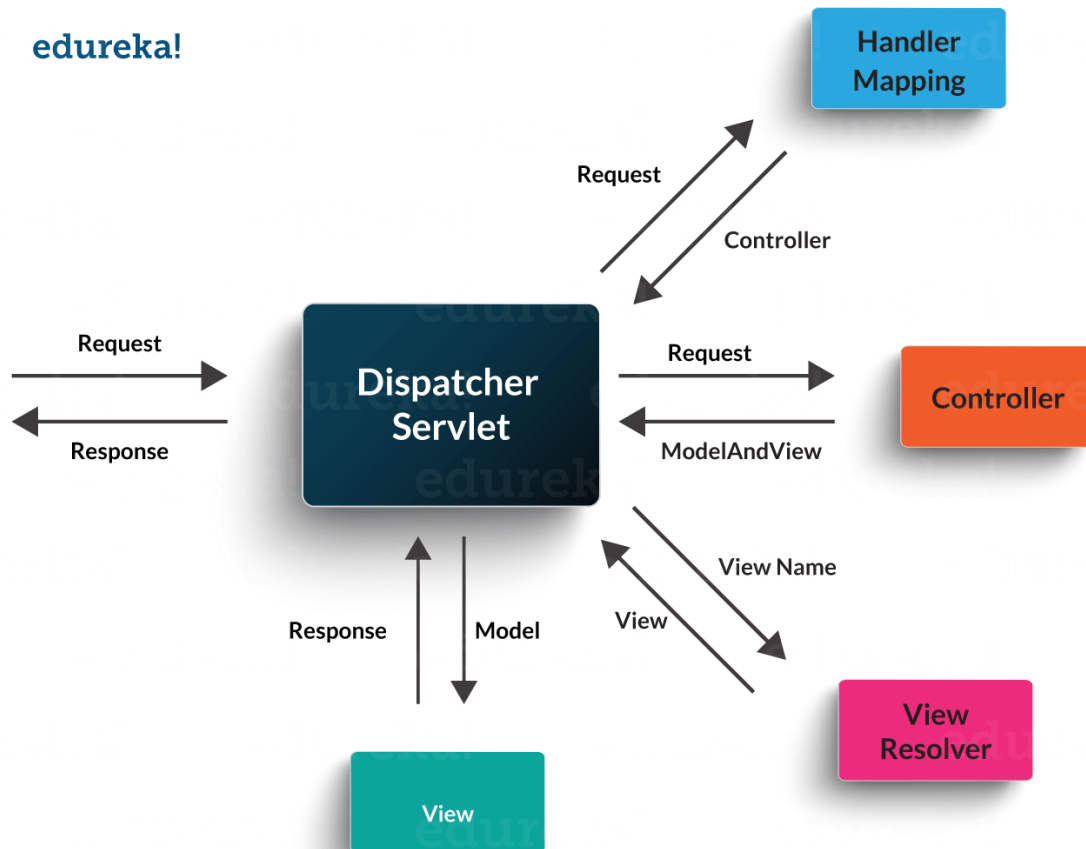 edureka!
Handler
Mapping
Request
Controller
Request
Response
Dispatcher
Servlet
Request
ModelAndView
Controller
View Name
View
Response
Model
View
Resolver
View